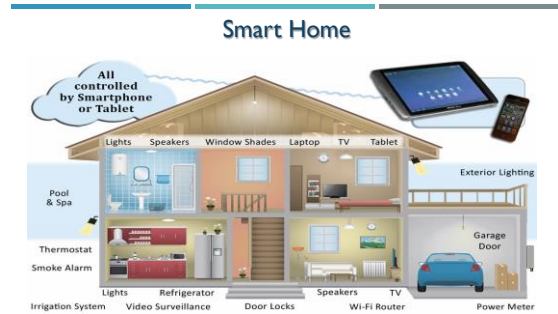 Smart Home
All
controlled
by Smartphone
or Tablet
Lights Speakers Window Shades Laptop TV Tablet
Exterior Lighting
Pool
& Spa
Garage
Door
Thermostat
Smoke Alarm
Lights Refrigerator Speakers TV
Irrigation System Video Surveillance Door Locks Wi-Fi Router Power Meter